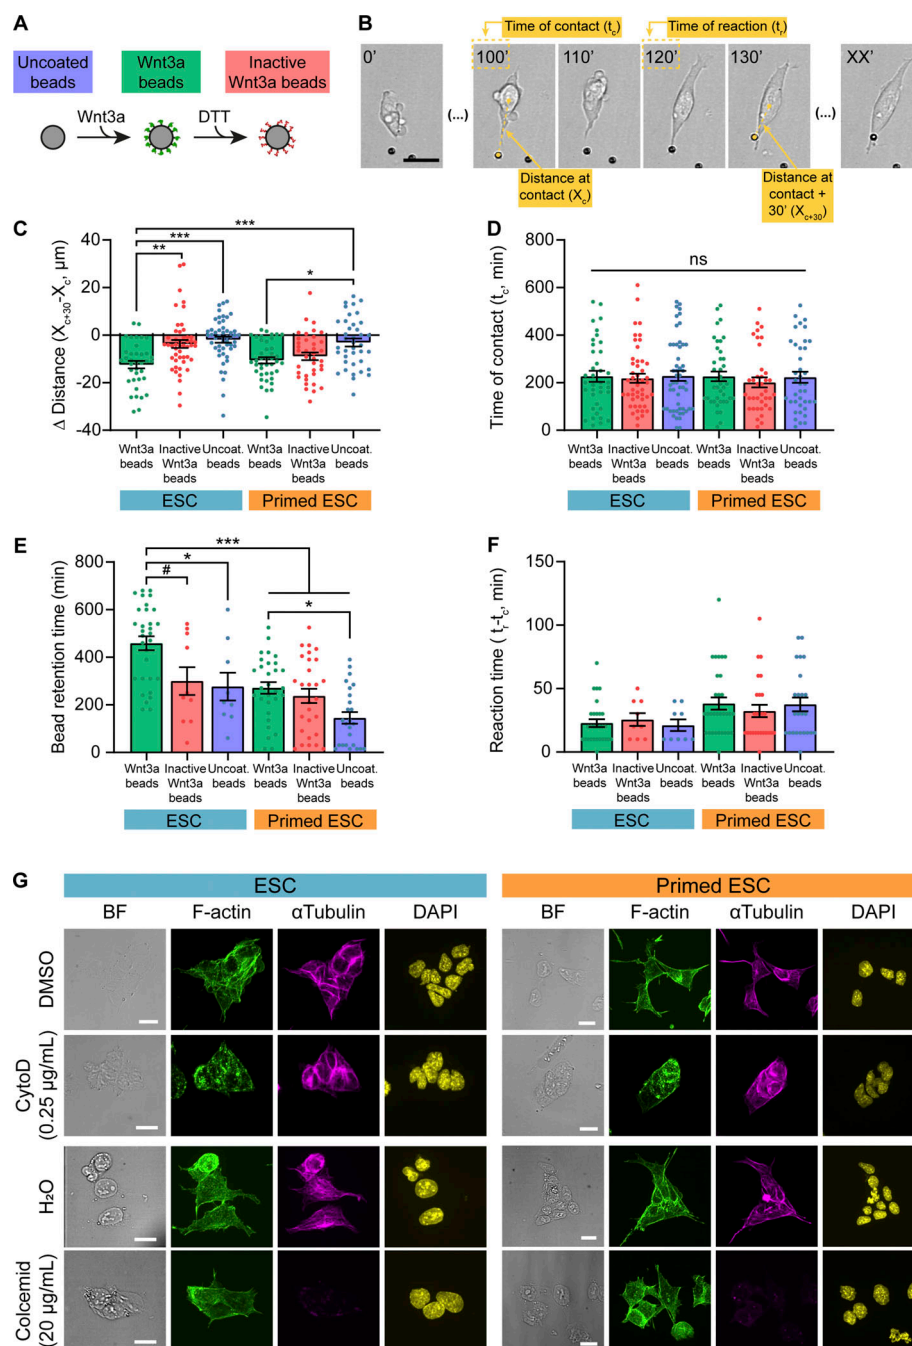 A
Uncoated beads
Wnt3a beads
Inactive Wnt3a beads
Wnt3a
DTT
B
Time of contact (tc)
Time of reaction (tr)
0'
100'
110'
120'
130'
XX'
(...)
(...)
Distance at contact (Xc)
Distance at contact + 30' (Xc+30)
C
Δ Distance (Xc+30-Xc, µm)
40
20
0
-20
-40
***
***
**
*
Wnt3a beads
Inactive Wnt3a beads
Uncoat. beads
Wnt3a beads
Inactive Wnt3a beads
Uncoat. beads
ESC
Primed ESC
D
Time of contact (tc, min)
800
600
400
200
0
ns
Wnt3a beads
Inactive Wnt3a beads
Uncoat. beads
Wnt3a beads
Inactive Wnt3a beads
Uncoat. beads
ESC
Primed ESC
E
Bead retention time (min)
800
600
400
200
0
***
*
#
*
Wnt3a beads
Inactive Wnt3a beads
Uncoat. beads
Wnt3a beads
Inactive Wnt3a beads
Uncoat. beads
ESC
Primed ESC
F
Reaction time ( tr-tc, min)
150
100
50
0
Wnt3a beads
Inactive Wnt3a beads
Uncoat. beads
Wnt3a beads
Inactive Wnt3a beads
Uncoat. beads
ESC
Primed ESC
G
ESC
Primed ESC
BF
F-actin
αTubulin
DAPI
BF
F-actin
αTubulin
DAPI
DMSO
CytoD
(0.25 µg/mL)
H₂O
Colcemid
(20 µg/mL)